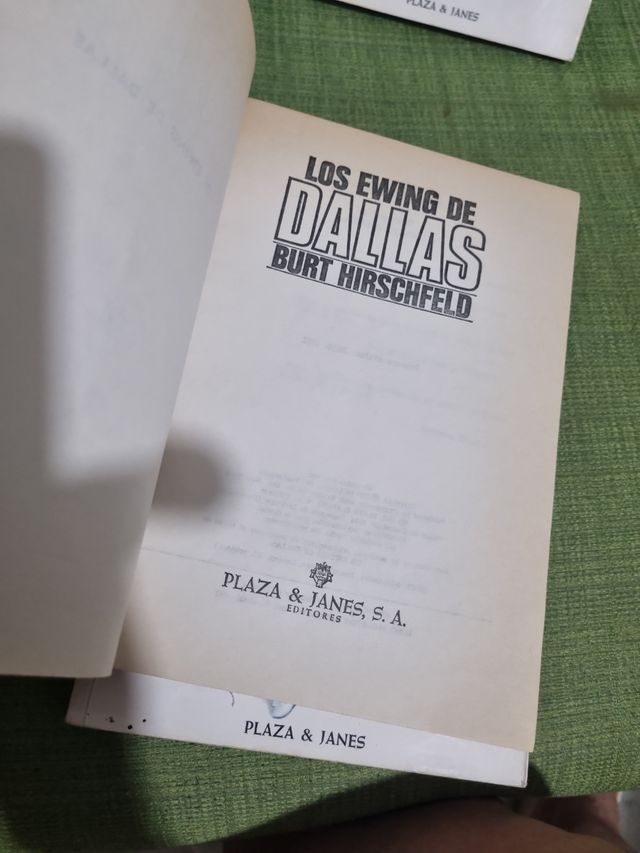 PLAZA & JANES
LOS EWING DE
DALLAS
BURT HIRSCHFELD
PLAZA & JANES, S. A.
EDITORES
PLAZA & JANES